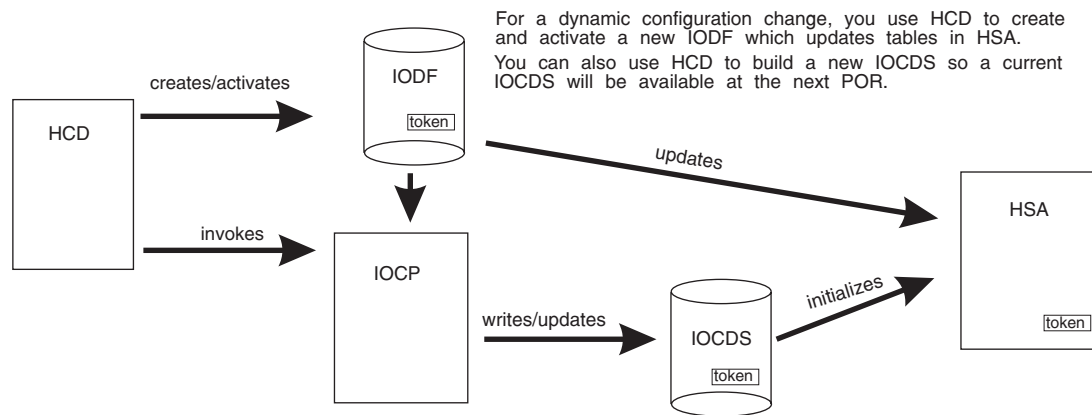 For a dynamic configuration change, you use HCD to create
and activate a new IODF which updates tables in HSA.
You can also use HCD to build a new IOCDS so a current
IOCDS will be available at the next POR.
IODF
creates/activates
token
HCD
updates
HSA
invokes
IOCP
initializes
writes/updates
token
IOCDS
token